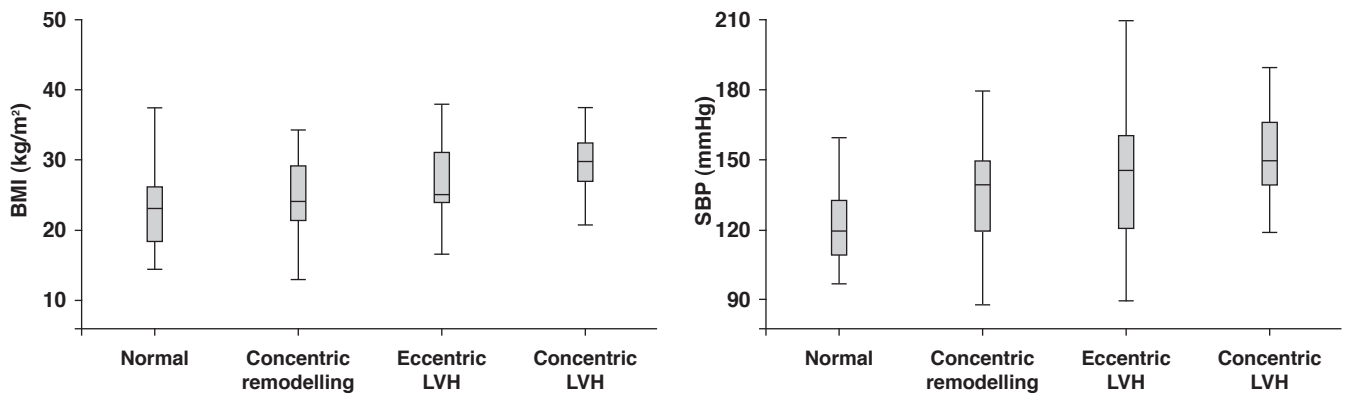 50
40
30
20
10
BMI (kg/m²)
Normal
Concentric
remodelling
Eccentric
LVH
Concentric
LVH
210
180
150
120
90
SBP (mmHg)
Normal
Concentric
remodelling
Eccentric
LVH
Concentric
LVH